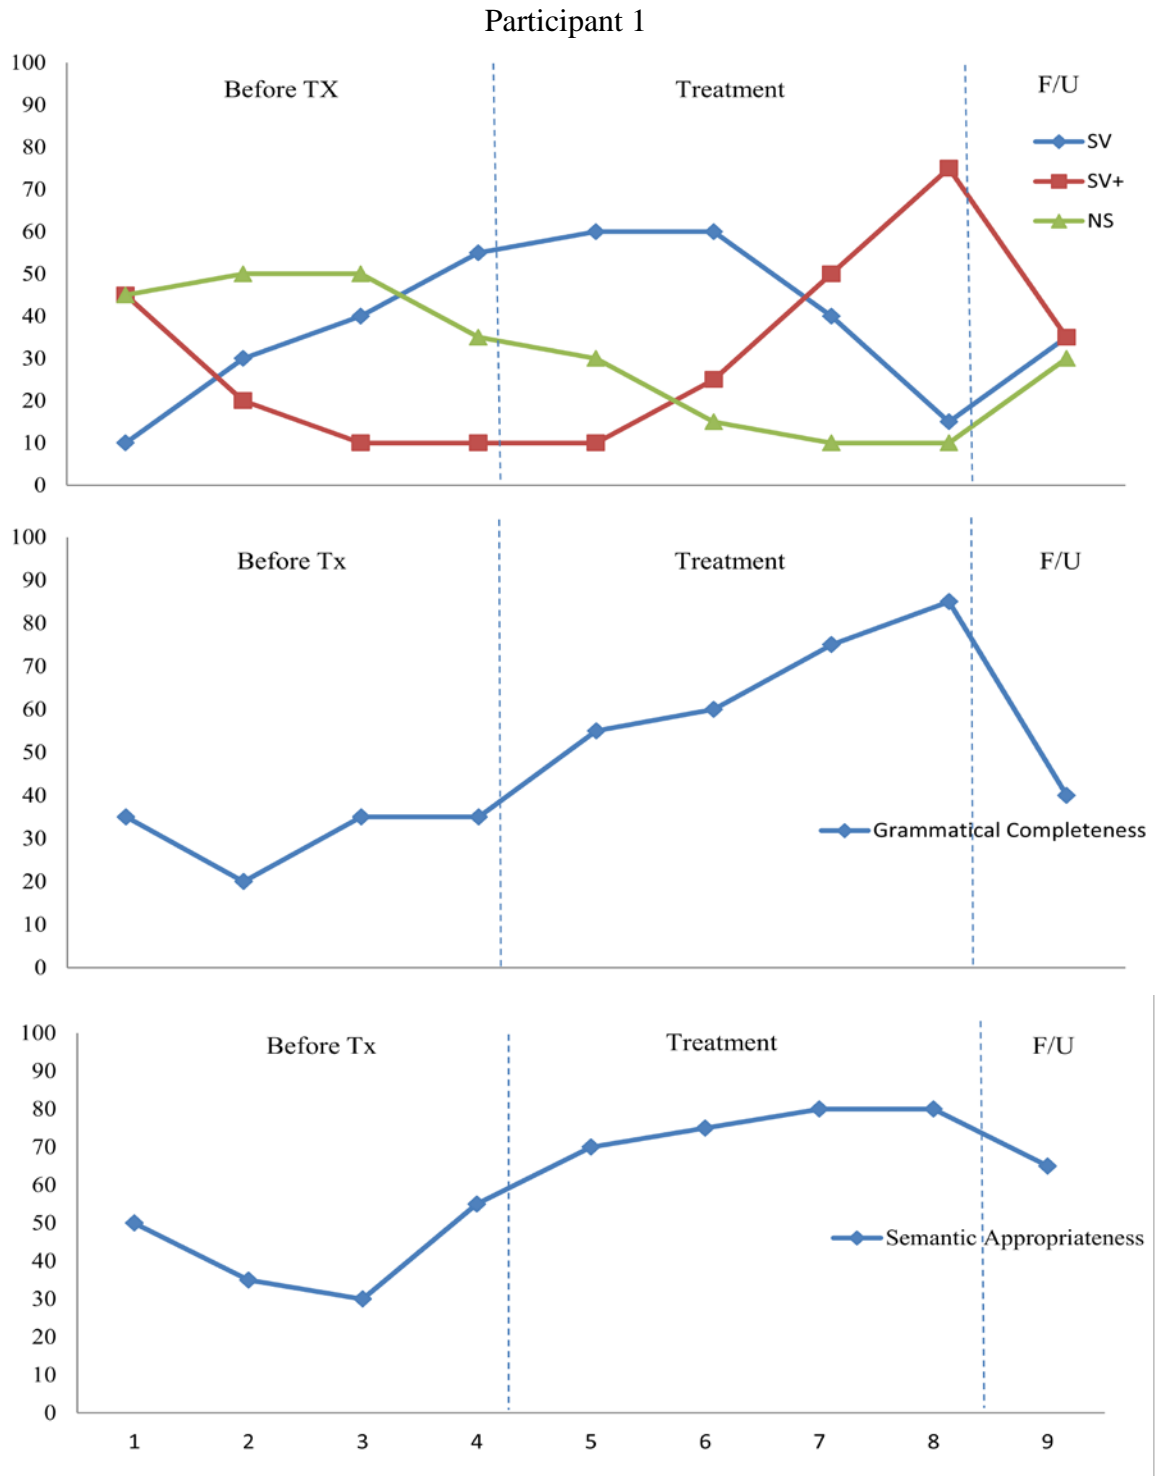 Participant 1
100
90
80
70
60
50
40
30
20
10
0
Before TX
Treatment
F/U
SV
SV+
NS
100
90
80
70
60
50
40
30
20
10
0
Before Tx
Treatment
F/U
Grammatical Completeness
100
90
80
70
60
50
40
30
20
10
0
Before Tx
Treatment
F/U
Semantic Appropriateness
1 2 3 4 5 6 7 8 9